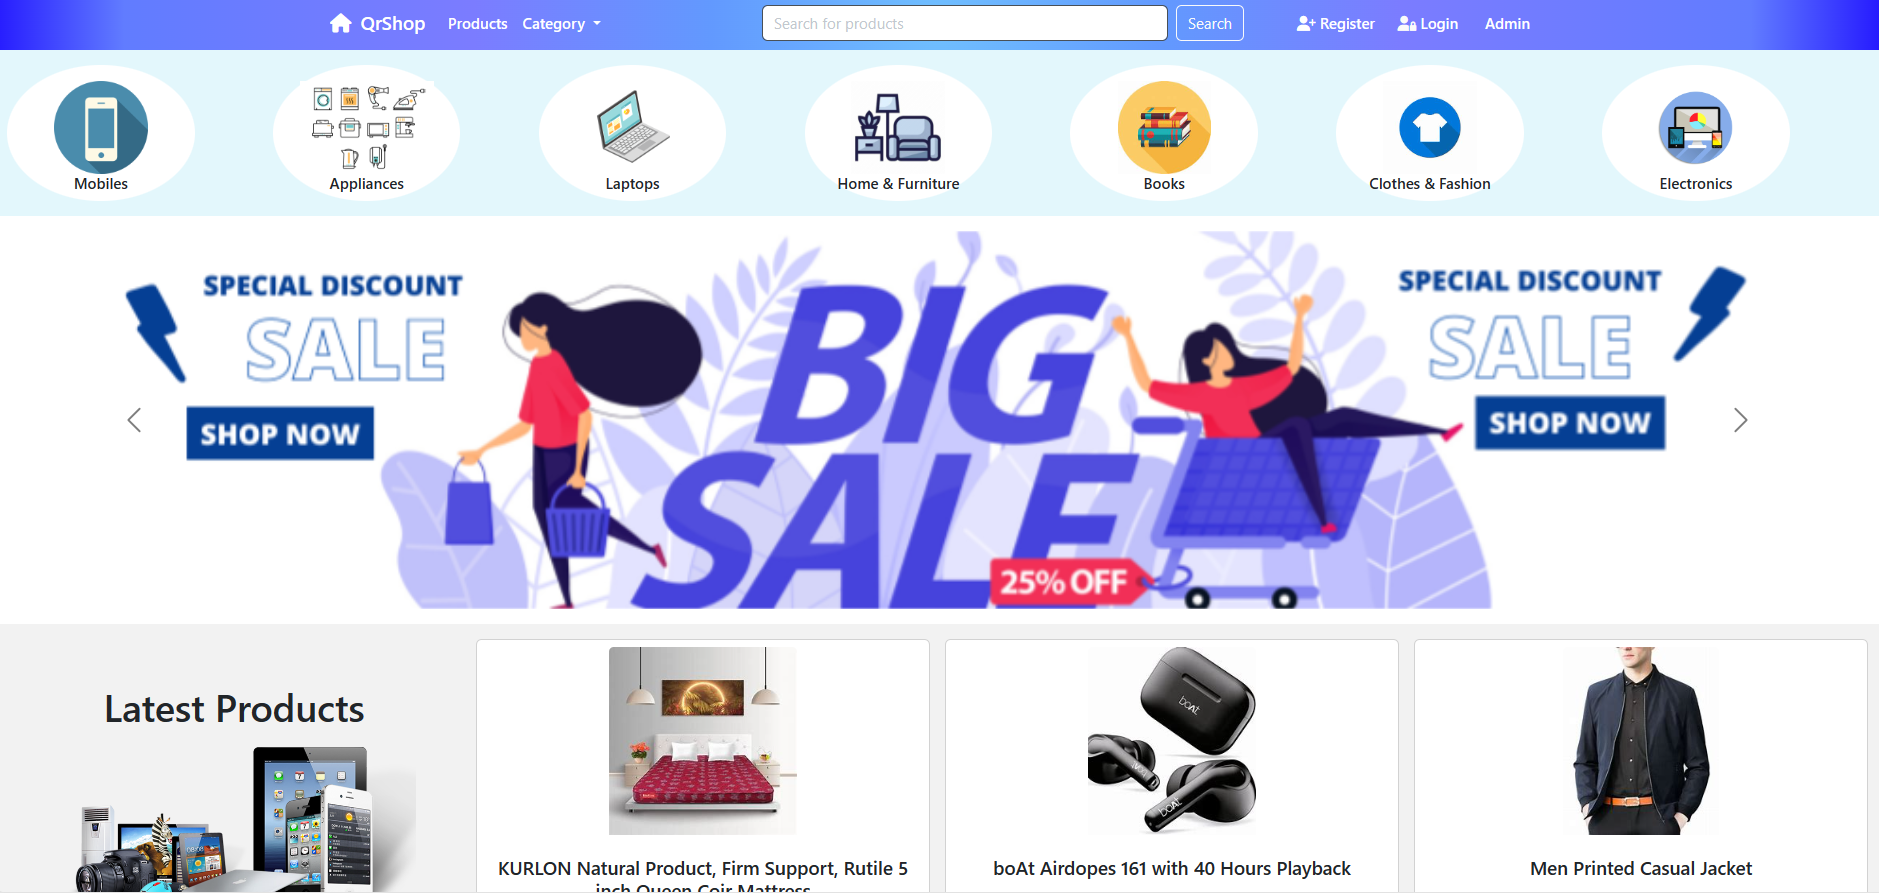 QrShop Products Category Search for products Search Register Login Admin
Mobiles Appliances Laptops Home & Furniture Books Clothes & Fashion Electronics
SPECIAL DISCOUNT
SALE
SHOP NOW
BIG
SALE
25% OFF
SPECIAL DISCOUNT
SALE
SHOP NOW
Latest Products
boAt
boAt
KURLON Natural Product, Firm Support, Rutile 5
inch Queen Coir Mattress
boAt Airdopes 161 with 40 Hours Playback
Men Printed Casual Jacket